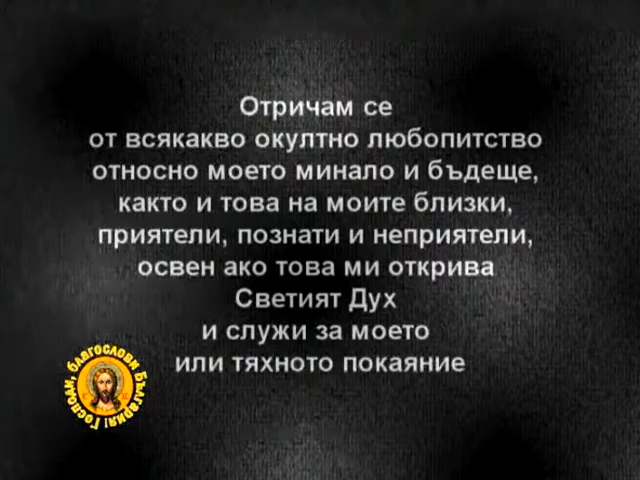 Отричам се
от всякакво окултно любопитство
относно моето минало и бъдеще,
както и това на моите близки,
приятели, познати и неприятели,
освен ако това ми открива
Светият Дух
и служи за моето
или тяхното покаяние
Господи, благослови България!